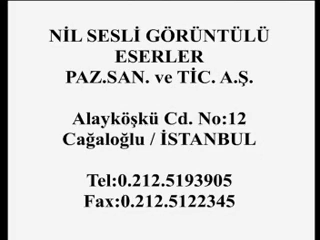 NİL SESLİ GÖRÜNTÜLÜ
ESERLER
PAZ.SAN. ve TİC. A.Ş.
Alayköşkü Cd. No:12
Cağaloğlu / İSTANBUL
Tel:0.212.5193905
Fax:0.212.5122345